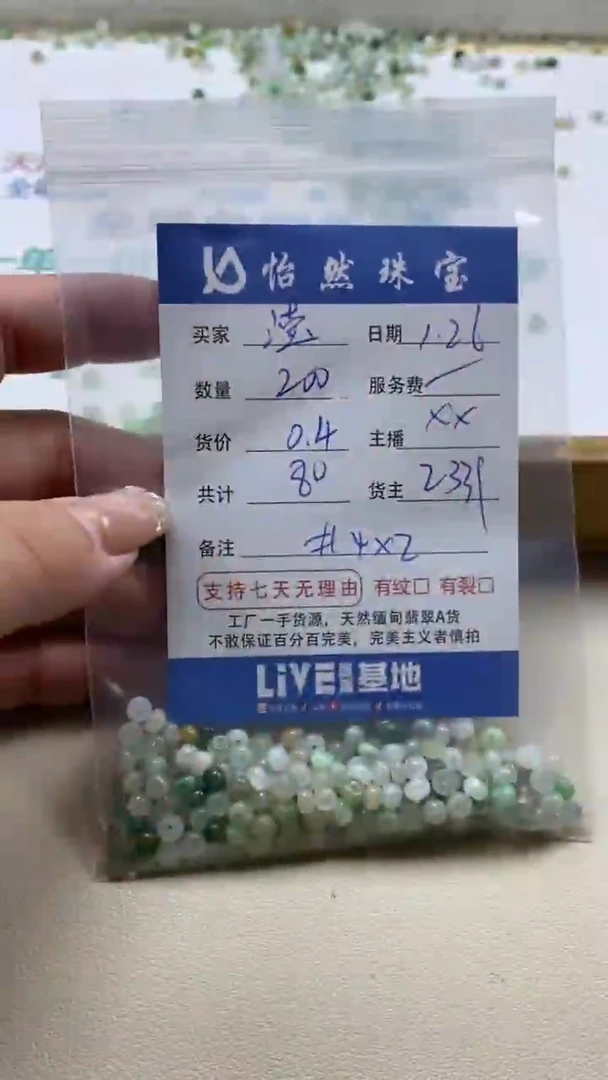 怡然珠宝
买家 日期 1.26
数量 200 服务费 /
货价 0.4 主播 XX
共计 80 货主 233
备注 #4x2
支持七天无理由 有纹□ 有裂□
工厂一手货源，天然缅甸翡翠A货
不敢保证百分百完美，完美主义者慎拍
LiVE 基地